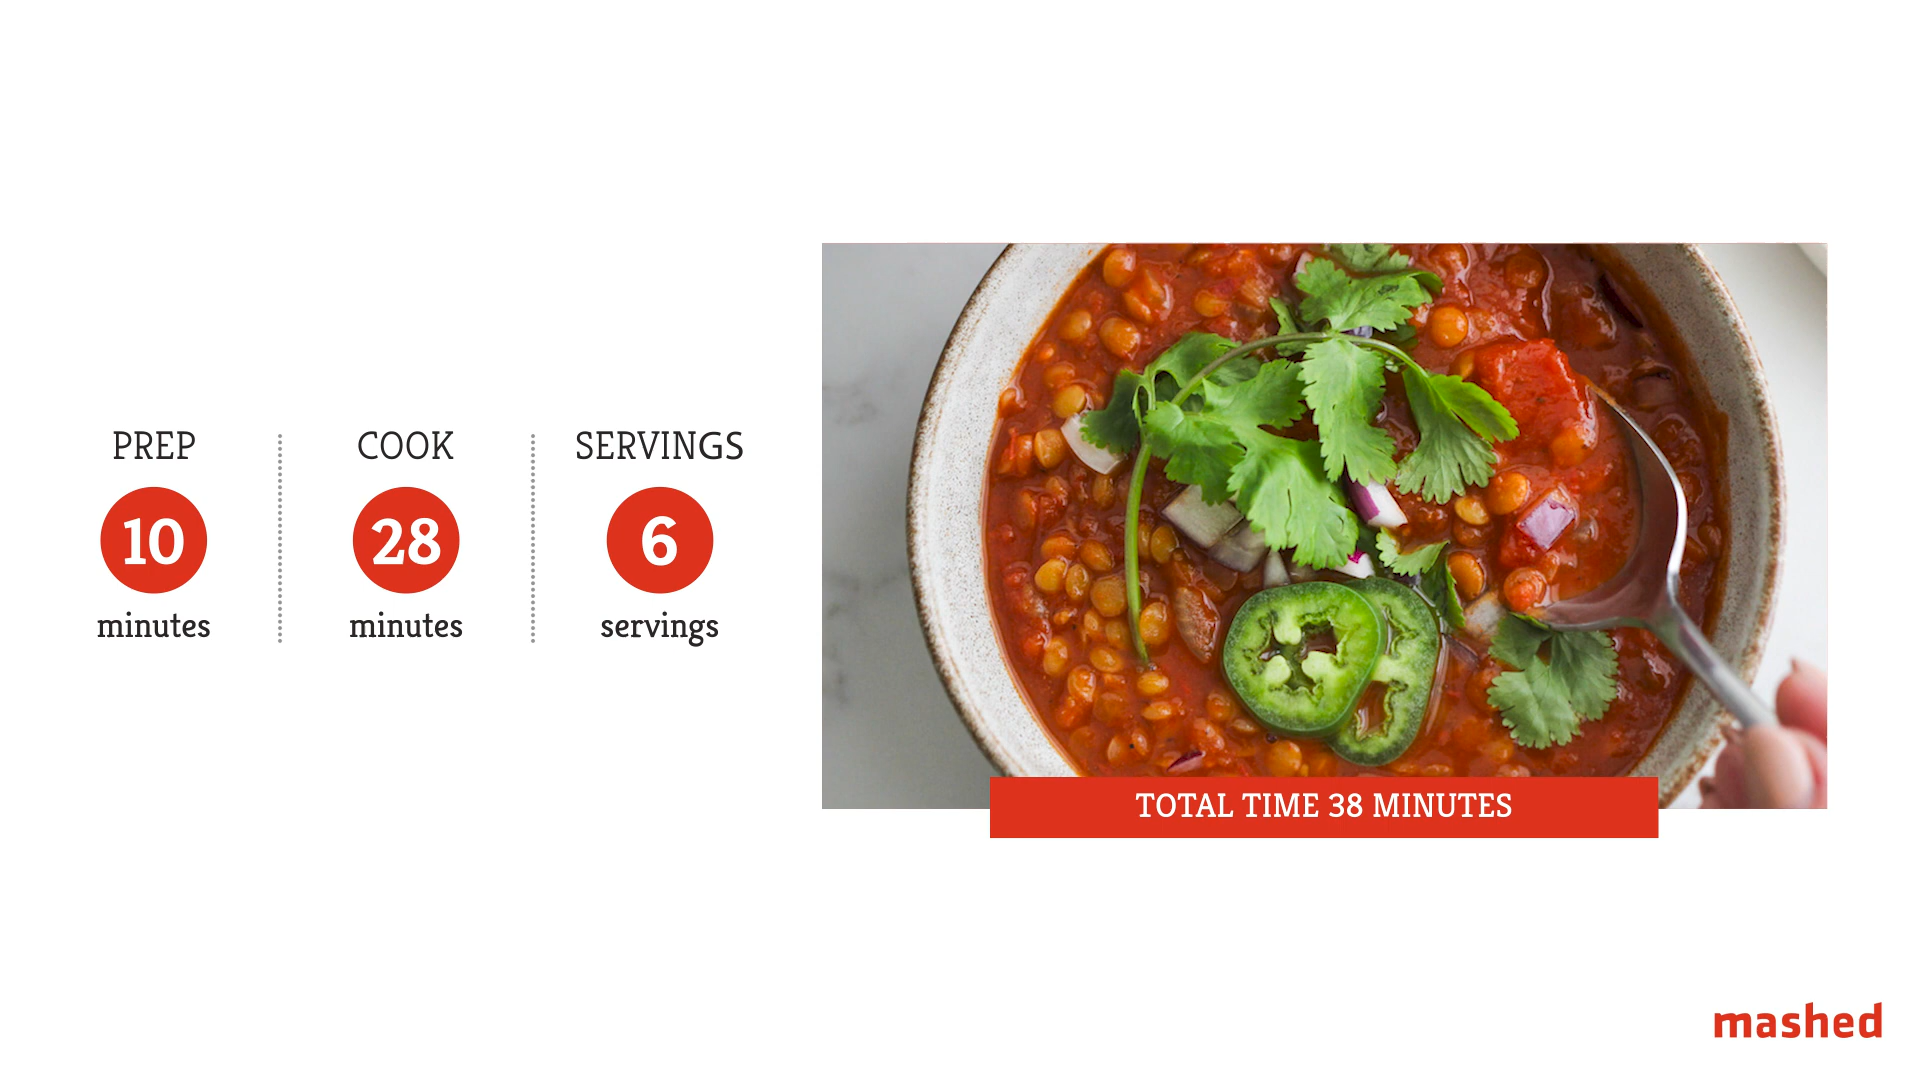 PREP
10
minutes
COOK
28
minutes
SERVINGS
6
servings
TOTAL TIME 38 MINUTES
mashed